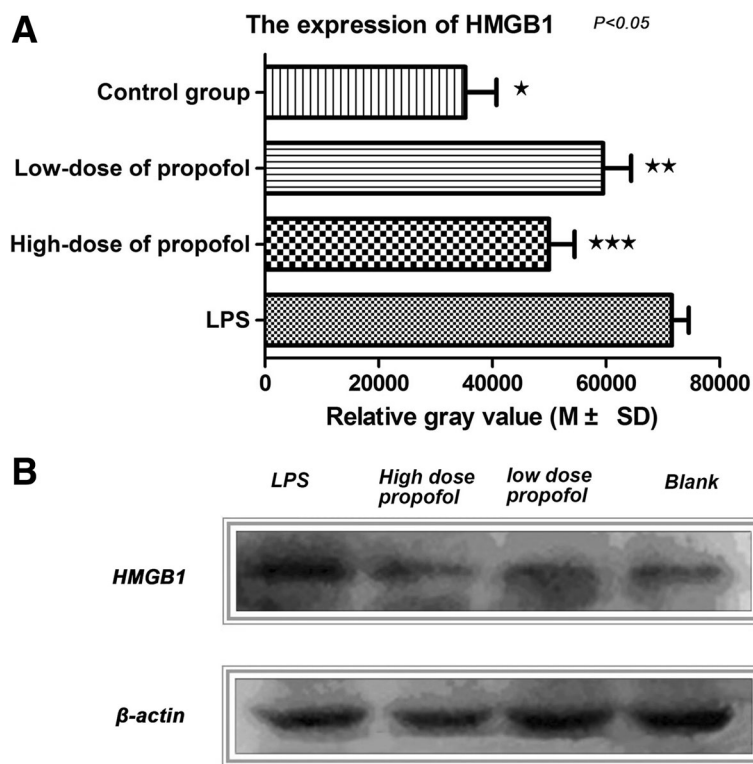 A
The expression of HMGB1
P<0.05
Control group
★
Low-dose of propofol
★★
High-dose of propofol
★★★
LPS
0 20000 40000 60000 80000
Relative gray value (M ± SD)
B
LPS High dose propofol low dose propofol Blank
HMGB1
β-actin